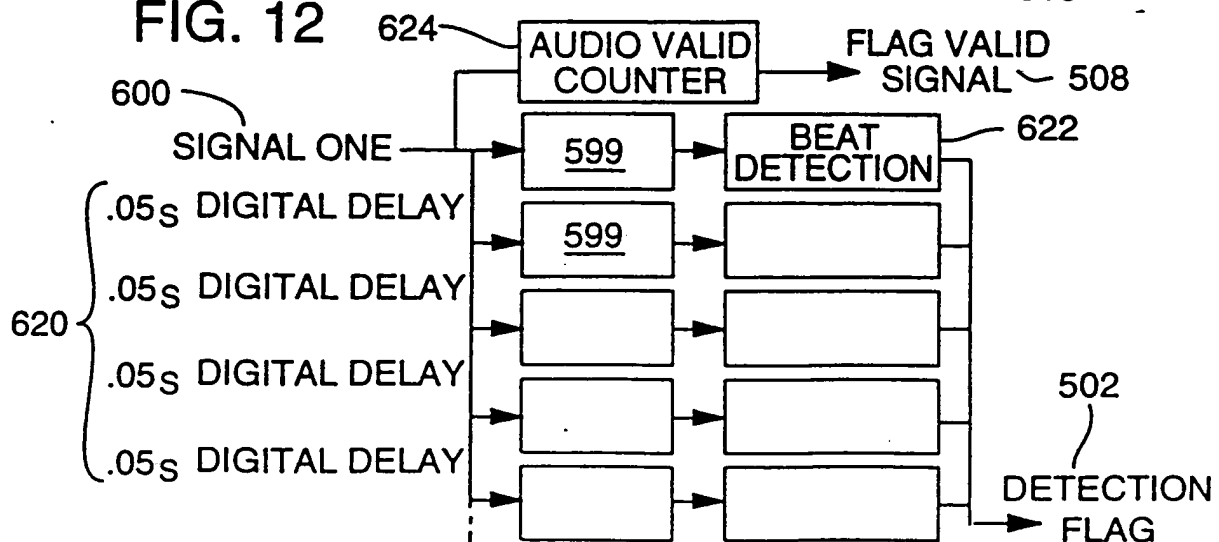 FIG. 12
624
AUDIO VALID
COUNTER
FLAG VALID
SIGNAL
508
600
SIGNAL ONE
599
BEAT
DETECTION
622
.05s DIGITAL DELAY
599
.05s DIGITAL DELAY
620
.05s DIGITAL DELAY
502
.05s DIGITAL DELAY
DETECTION
FLAG